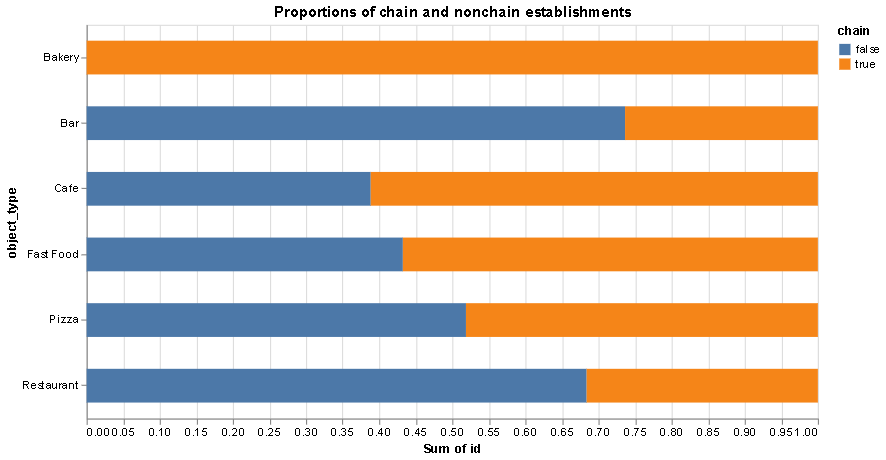 Proportions of chain and nonchain establishments
chain
false
true
object_type
Bakery
Bar
Cafe
Fast Food
Pizza
Restaurant
0.00 0.05 0.10 0.15 0.20 0.25 0.30 0.35 0.40 0.45 0.50 0.55 0.60 0.65 0.70 0.75 0.80 0.85 0.90 0.95 1.00
Sum of id